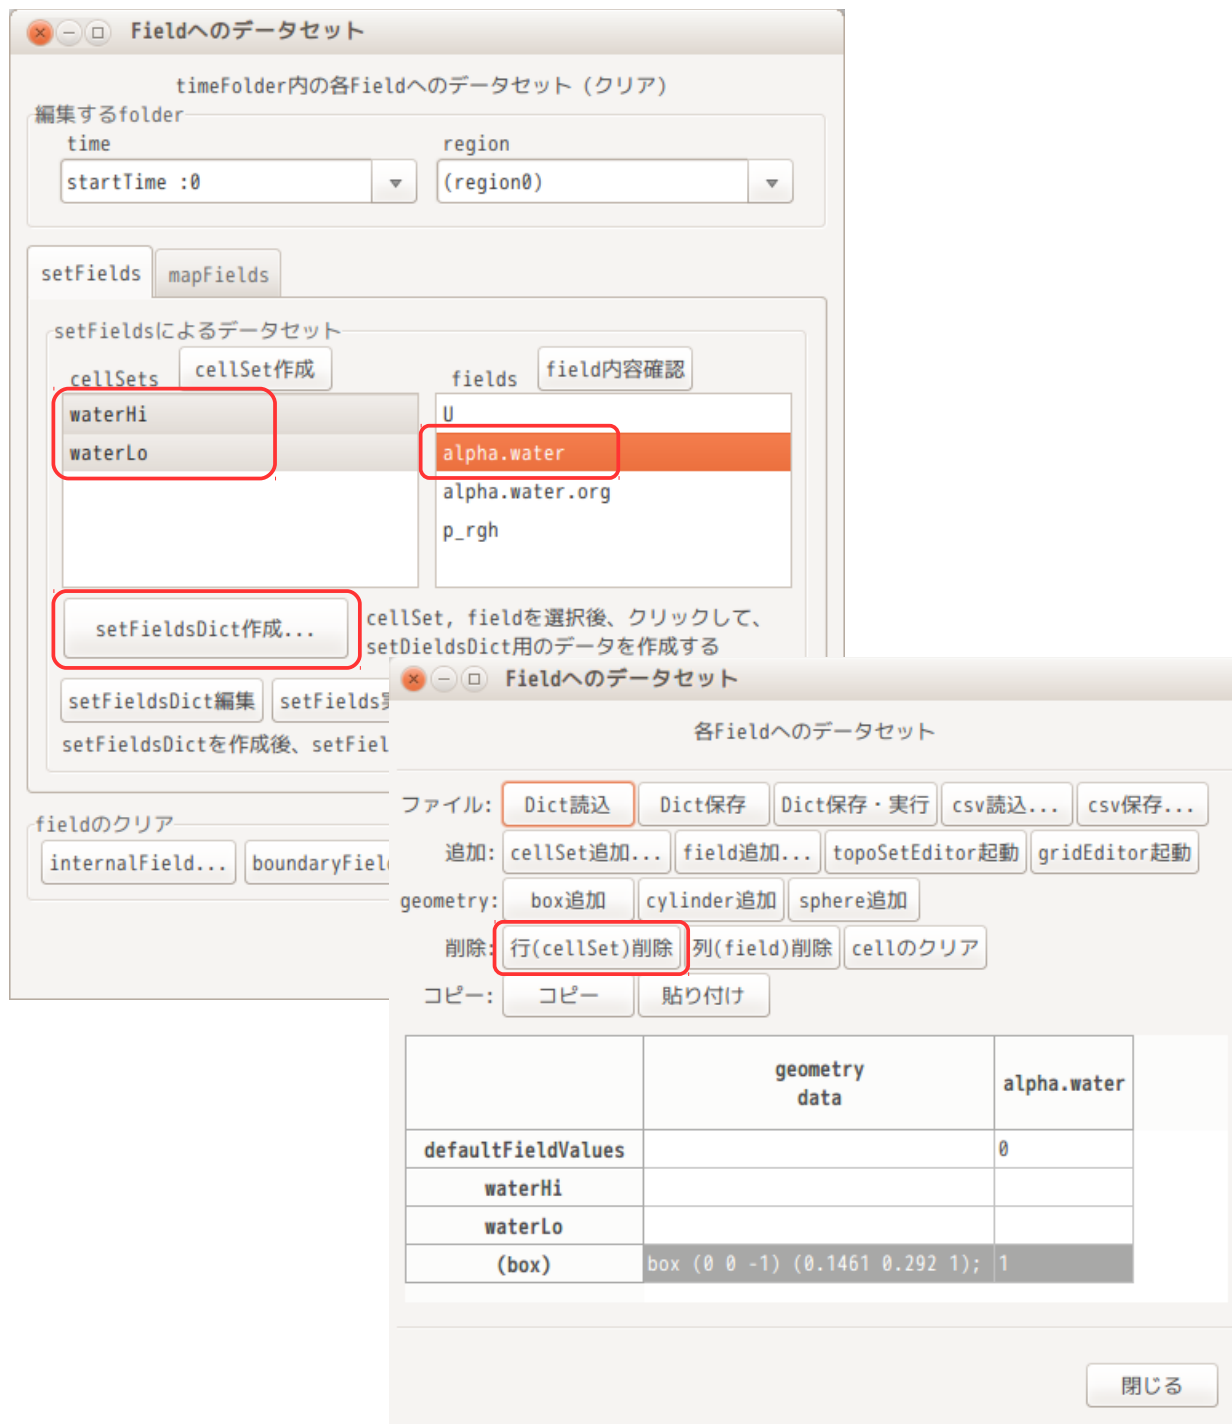 Fieldへのデータセット
timeFolder内の各Fieldへのデータセット (クリア)
編集するfolder
time
region
startTime :0
(region0)
setFields
mapFields
setFieldsによるデータセット
cellSets
cellSet作成
fields
field内容確認
waterHi
waterLo
U
alpha.water
alpha.water.org
p_rgh
setFieldsDict作成...
cellSet, fieldを選択後、クリックして、
setDieldsDict用のデータを作成する
setFieldsDict編集
setFields実
setFieldsDictを作成後、setFiel
fieldのクリア
internalField...
boundaryFiel
Fieldへのデータセット
各Fieldへのデータセット
ファイル: Dict読込 Dict保存 Dict保存・実行 csv読込... csv保存...
追加: cellSet追加... field追加... topoSetEditor起動 gridEditor起動
geometry: box追加 cylinder追加 sphere追加
削除: 行(cellSet)削除 列(field)削除 cellのクリア
コピー: コピー 貼り付け
geometry
data
alpha.water
defaultFieldValues 0
waterHi
waterLo
(box) box (0 0 -1) (0.1461 0.292 1); 1
閉じる